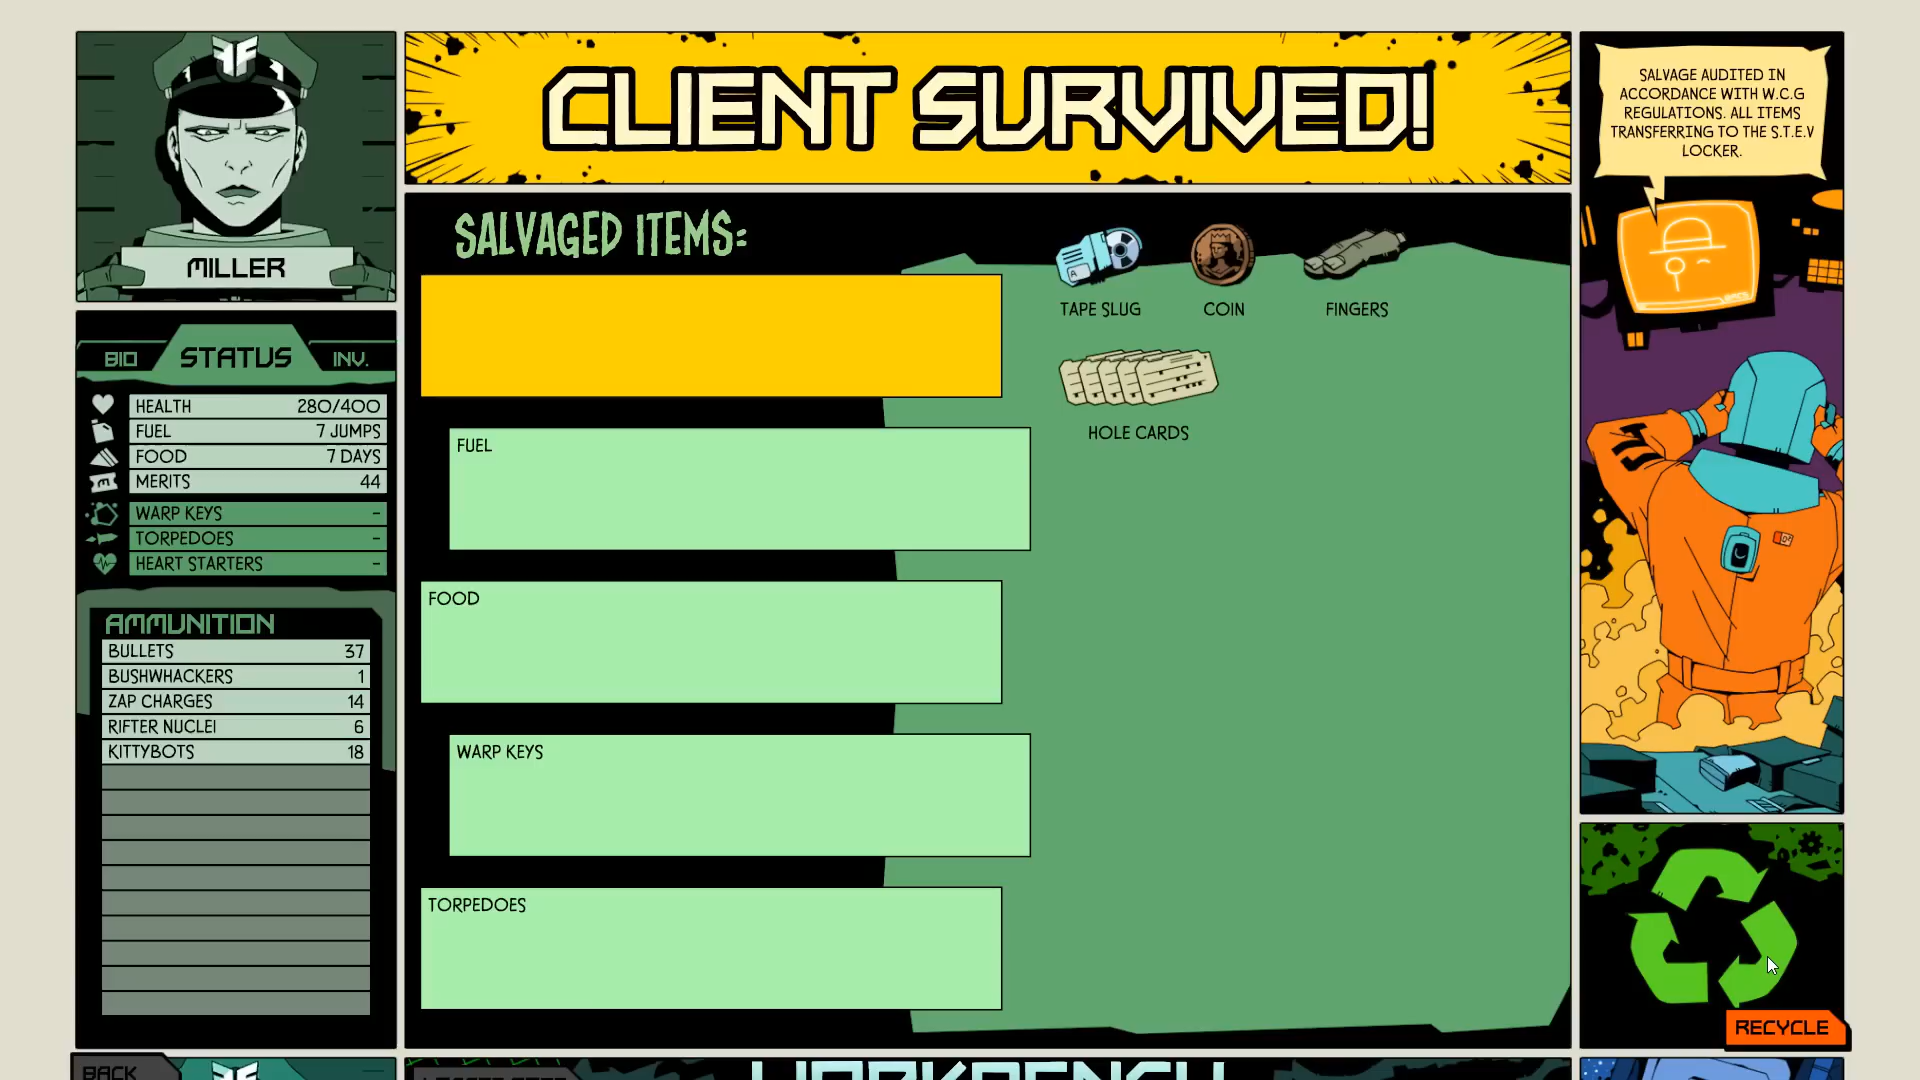 MILLER
BIO
STATUS
INV.
HEALTH 280/400
FUEL 7 JUMPS
FOOD 7 DAYS
MERITS 44
WARP KEYS -
TORPEDOES -
HEART STARTERS -
AMMUNITION
BULLETS 37
BUSHWHACKERS 1
ZAP CHARGES 14
RIFTER NUCLEI 6
KITTYBOTS 18
BACK
CLIENT SURVIVED!
SALVAGED ITEMS:
FUEL
FOOD
WARP KEYS
TORPEDOES
TAPE SLUG
COIN
FINGERS
A
HOLE CARDS
SALVAGE AUDITED IN
ACCORDANCE WITH W.C.G
REGULATIONS. ALL ITEMS
TRANSFERRING TO THE S.T.E.V
LOCKER.
RECYCLE